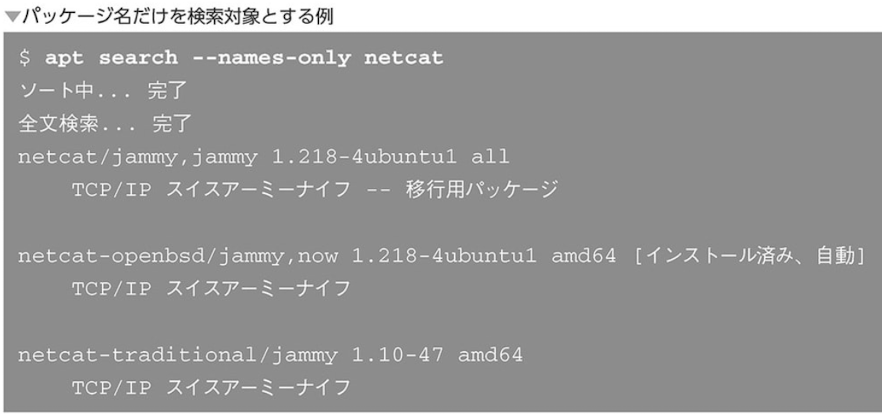 ▼パッケージ名だけを検索対象とする例
$ apt search --names-only netcat
ソート中... 完了
全文検索... 完了
netcat/jammy,jammy 1.218-4ubuntu1 all
    TCP/IP スイスアーミーナイフ -- 移行用パッケージ

netcat-openbsd/jammy,now 1.218-4ubuntu1 amd64 [インストール済み、自動]
    TCP/IP スイスアーミーナイフ

netcat-traditional/jammy 1.10-47 amd64
    TCP/IP スイスアーミーナイフ